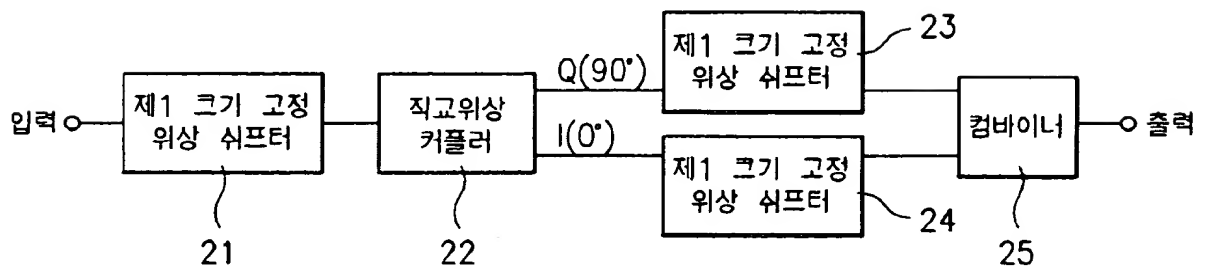 입력
제1 크기 고정
위상 쉬프터
21
직교위상
커플러
22
Q(90°)
I(0°)
제1 크기 고정
위상 쉬프터
23
제1 크기 고정
위상 쉬프터
24
컴바이너
25
출력